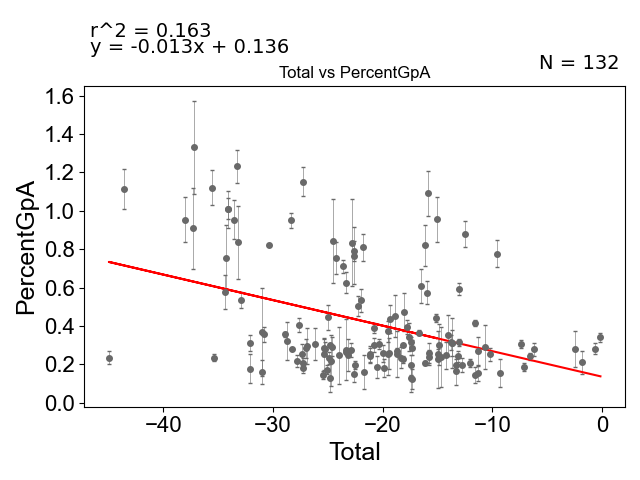 r^2 = 0.163
y = -0.013x + 0.136
N = 132
Total vs PercentGpA
1.6
1.4
1.2
1.0
0.8
0.6
0.4
0.2
0.0
PercentGpA
−40 −30 −20 −10 0
Total